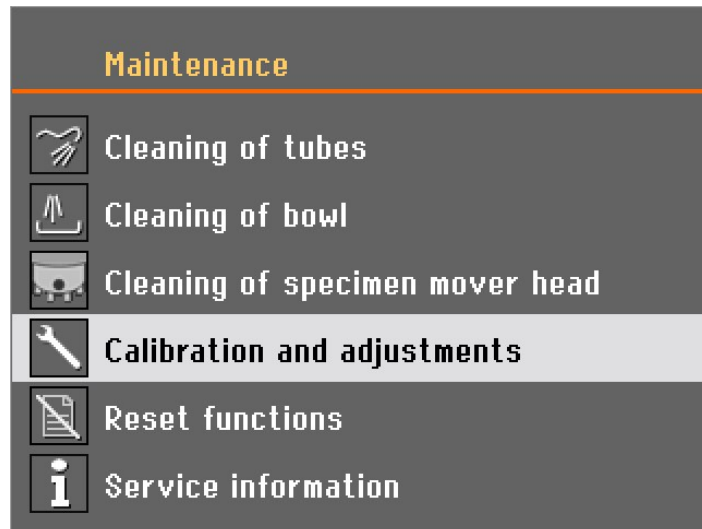 Maintenance
Cleaning of tubes
Cleaning of bowl
Cleaning of specimen mover head
Calibration and adjustments
Reset functions
Service information